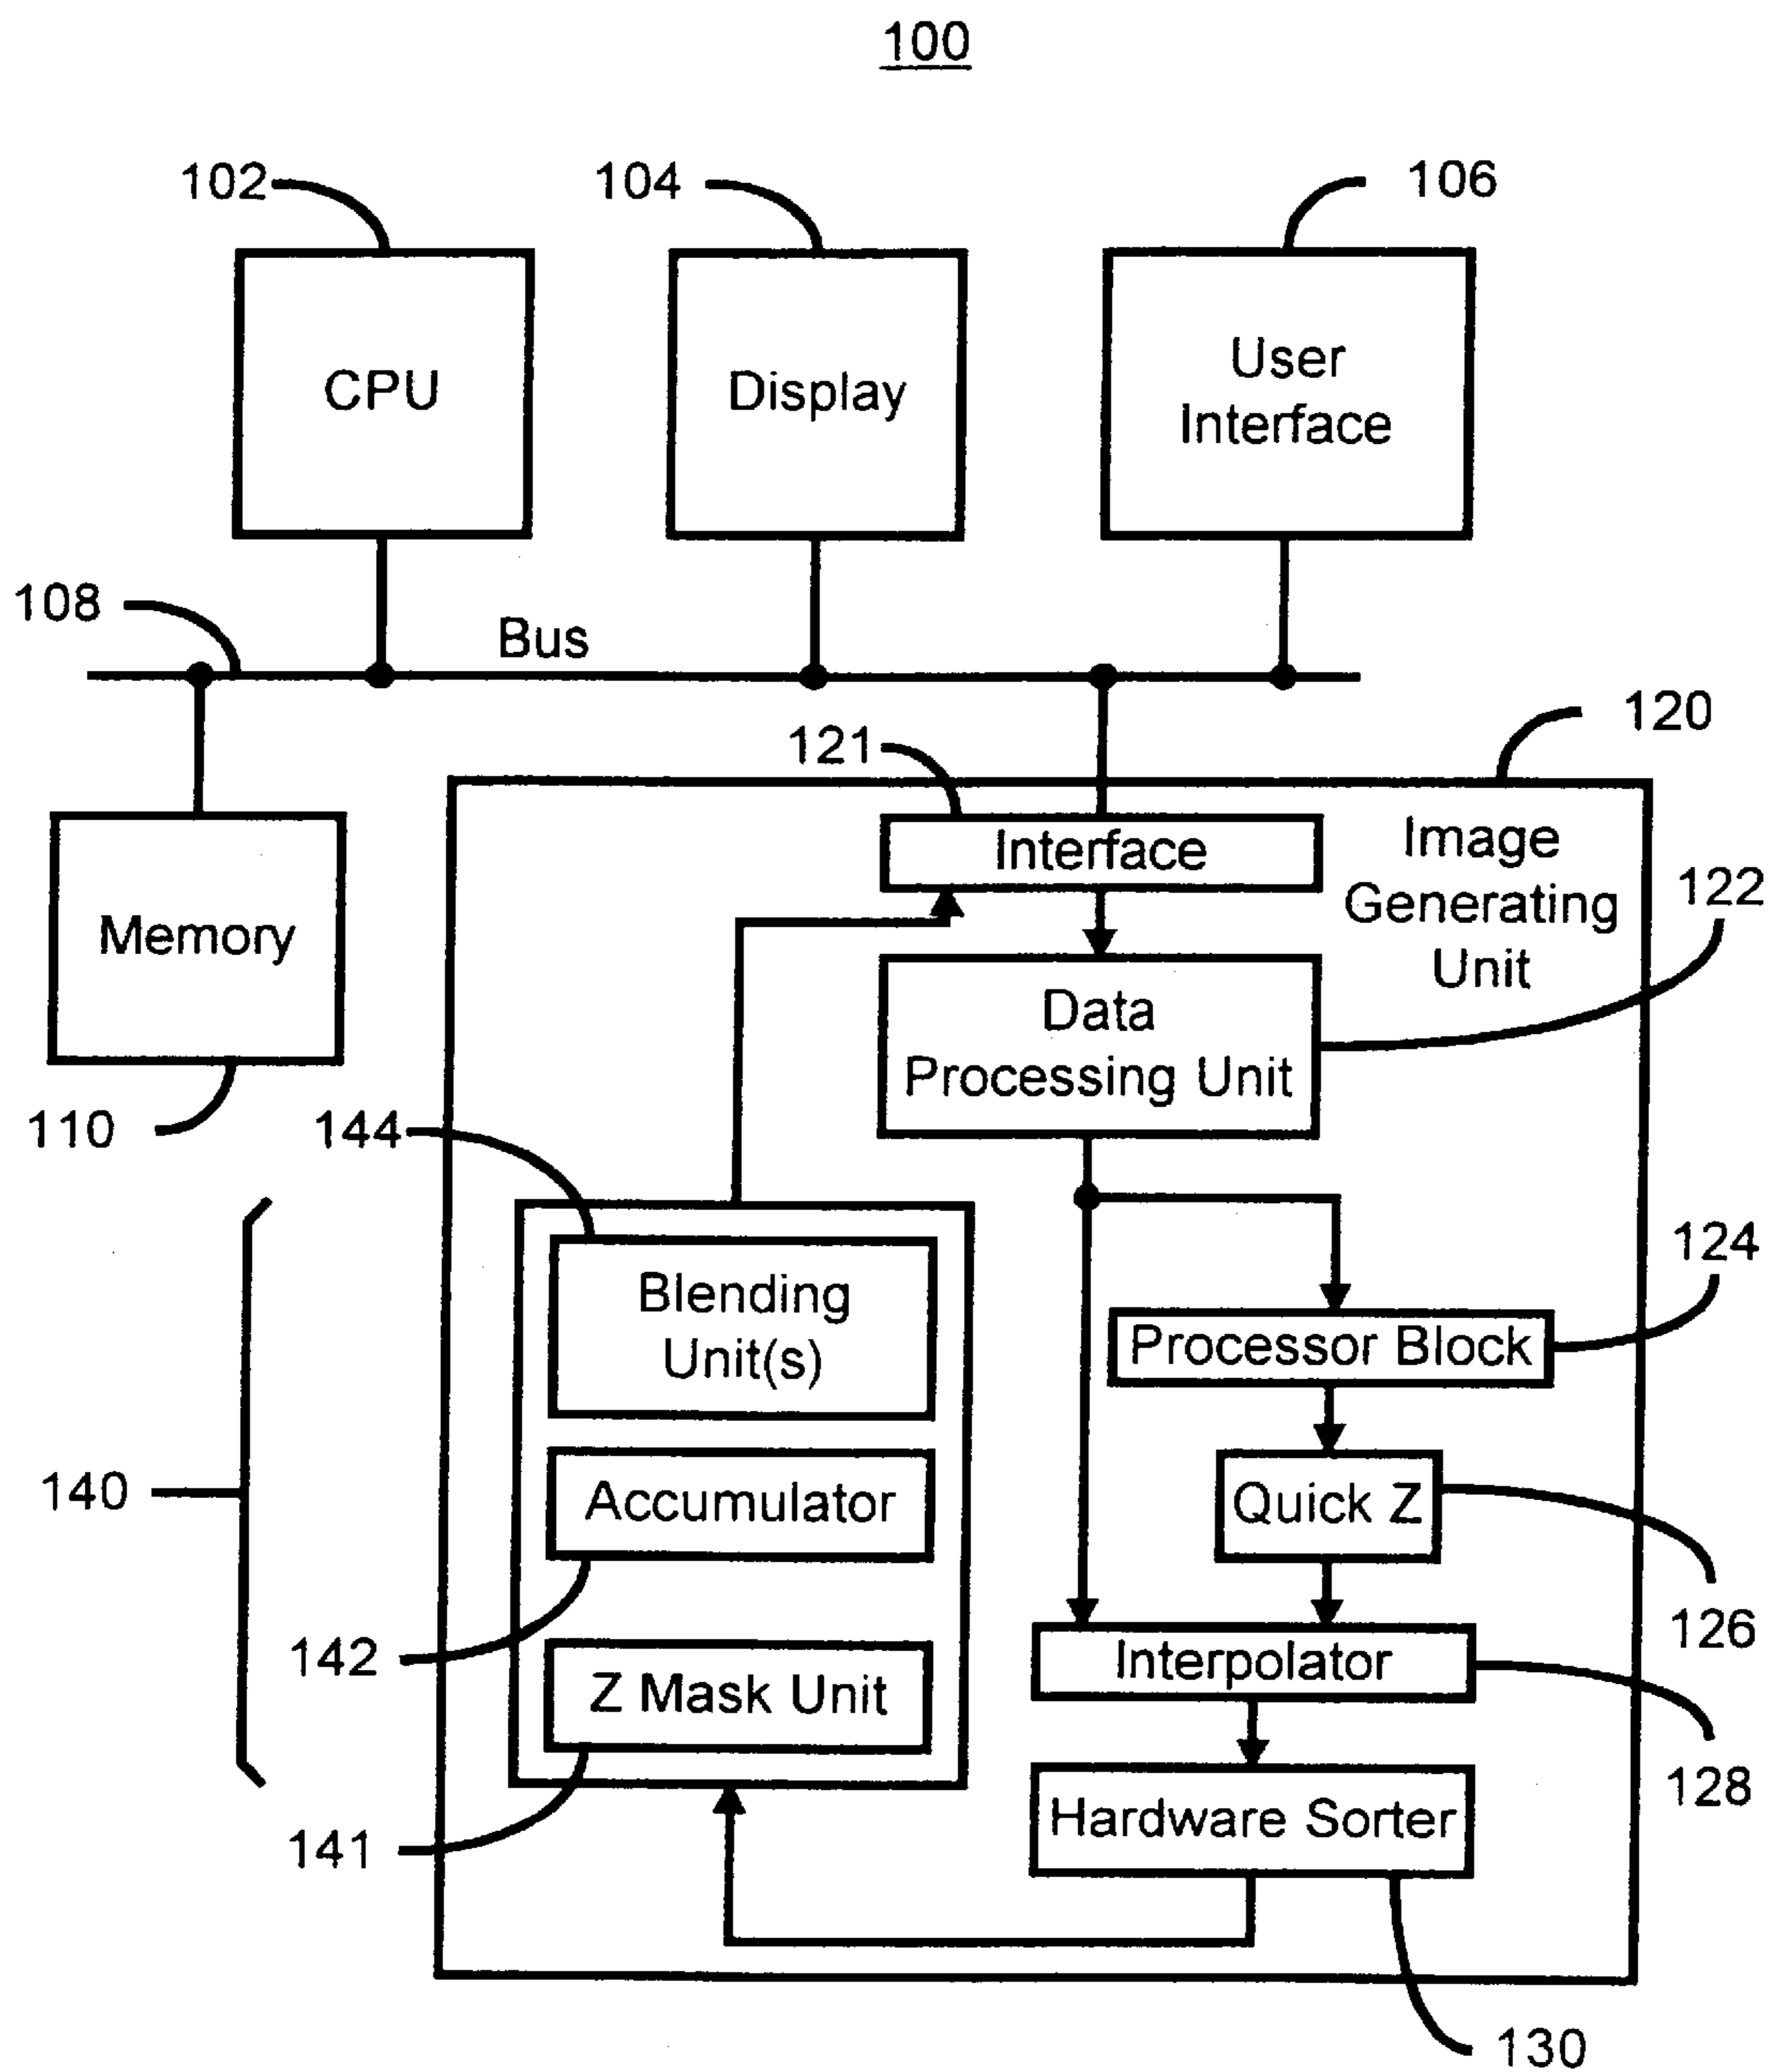 100
102
104
106
CPU
Display
User
Interface
108
Bus
120
121
Interface
Image
Generating
Unit
122
Memory
Data
Processing Unit
110
144
124
Blending
Unit(s)
Processor Block
140
Accumulator
Quick Z
126
142
Z Mask Unit
Interpolator
128
141
Hardware Sorter
130